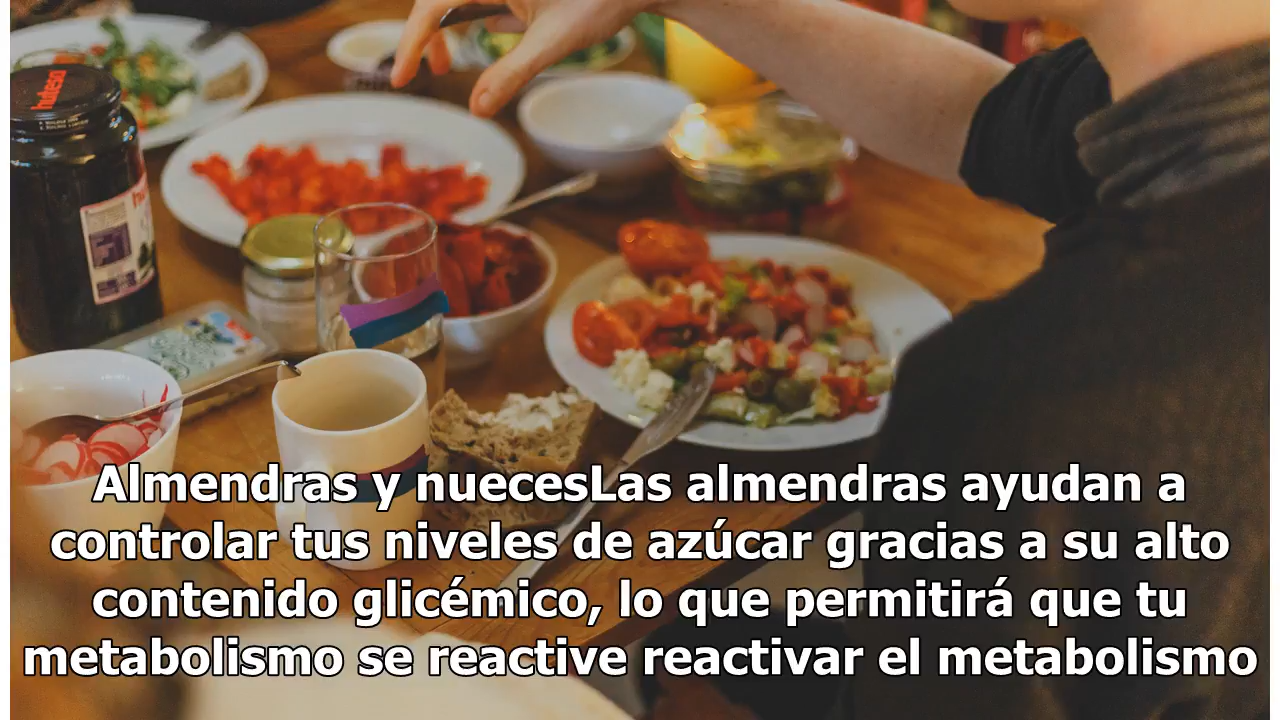 hutesa
Almendras y nuecesLas almendras ayudan a
controlar tus niveles de azúcar gracias a su alto
contenido glicémico, lo que permitirá que tu
metabolismo se reactive reactivar el metabolismo